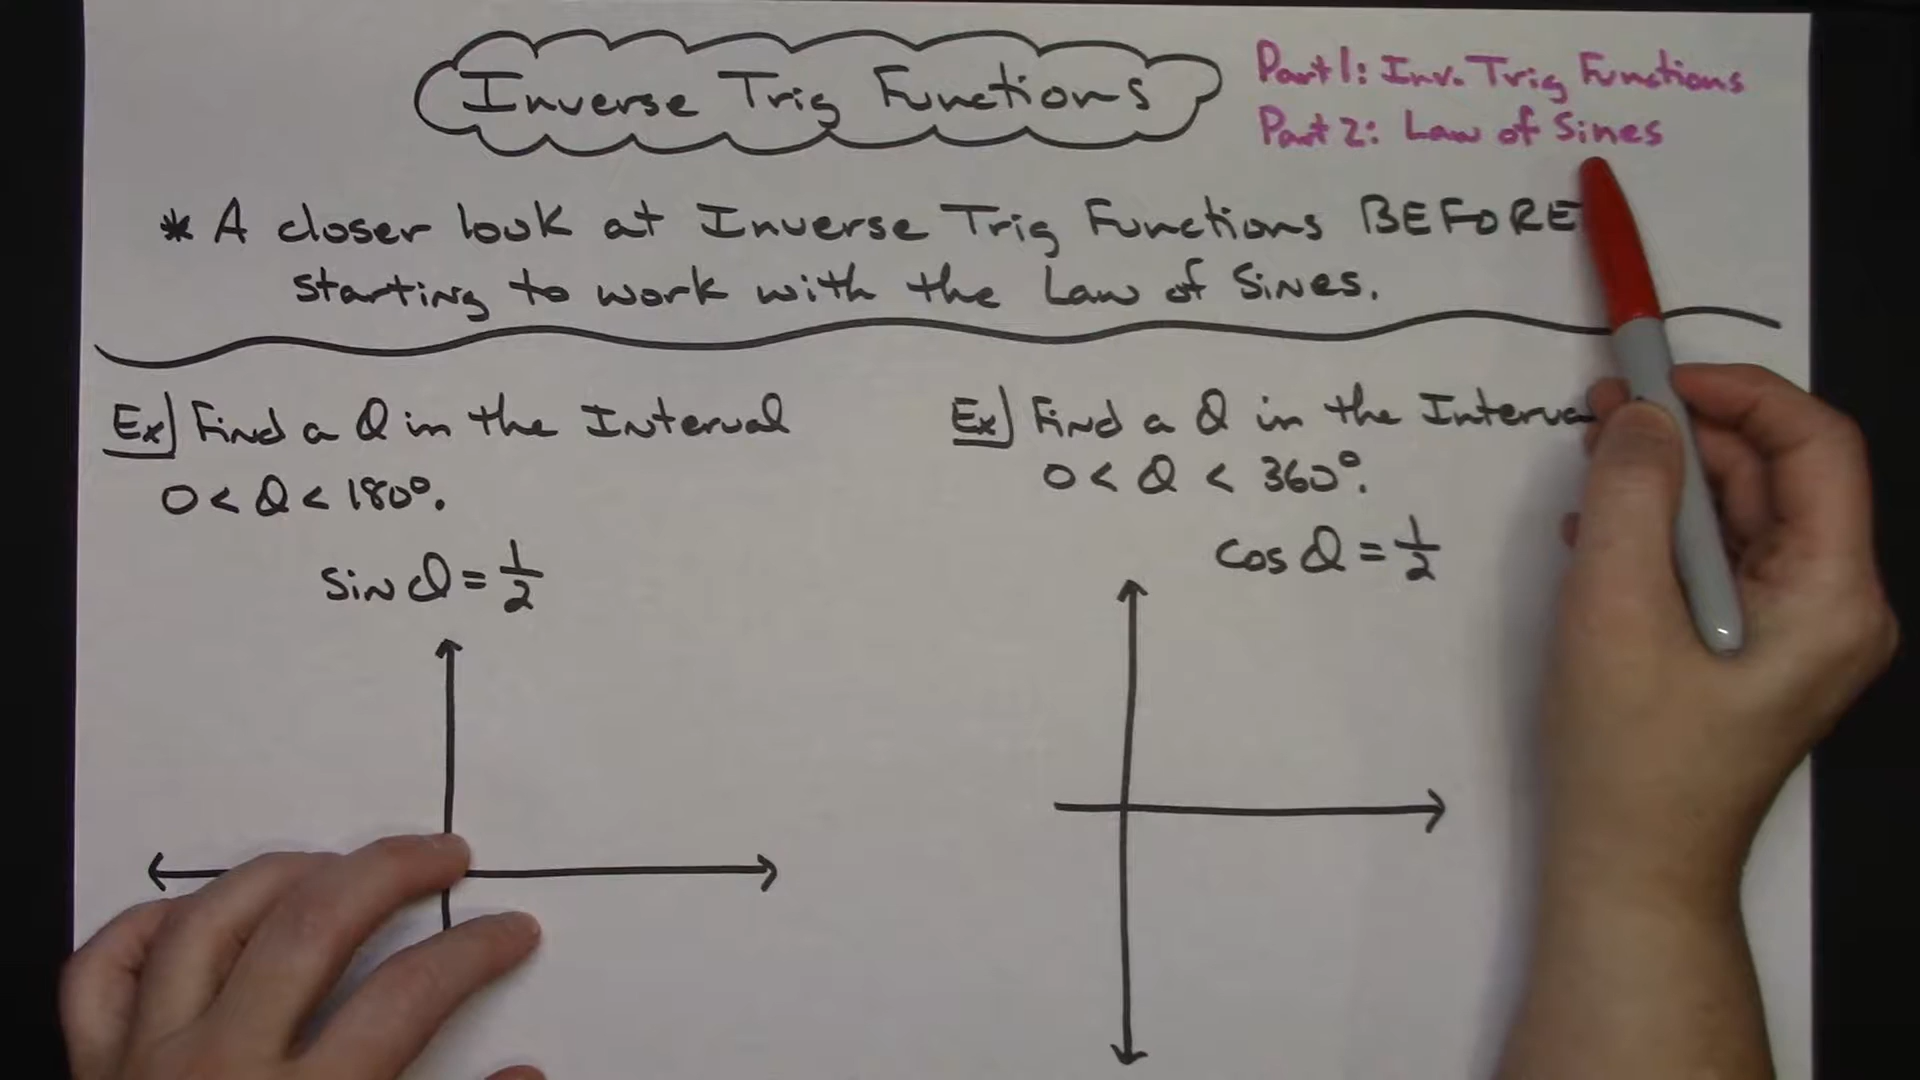 Inverse Trig Functions
Part 1: Inv. Trig Functions
Part 2: Law of Sines
* A closer look at Inverse Trig Functions BEFORE
starting to work with the Law of Sines.
Ex) Find a θ in the Interval
0 < θ < 180°.
sin θ = 1/2
Ex) Find a θ in the
0 < θ < 360°.
cos θ = 1/2